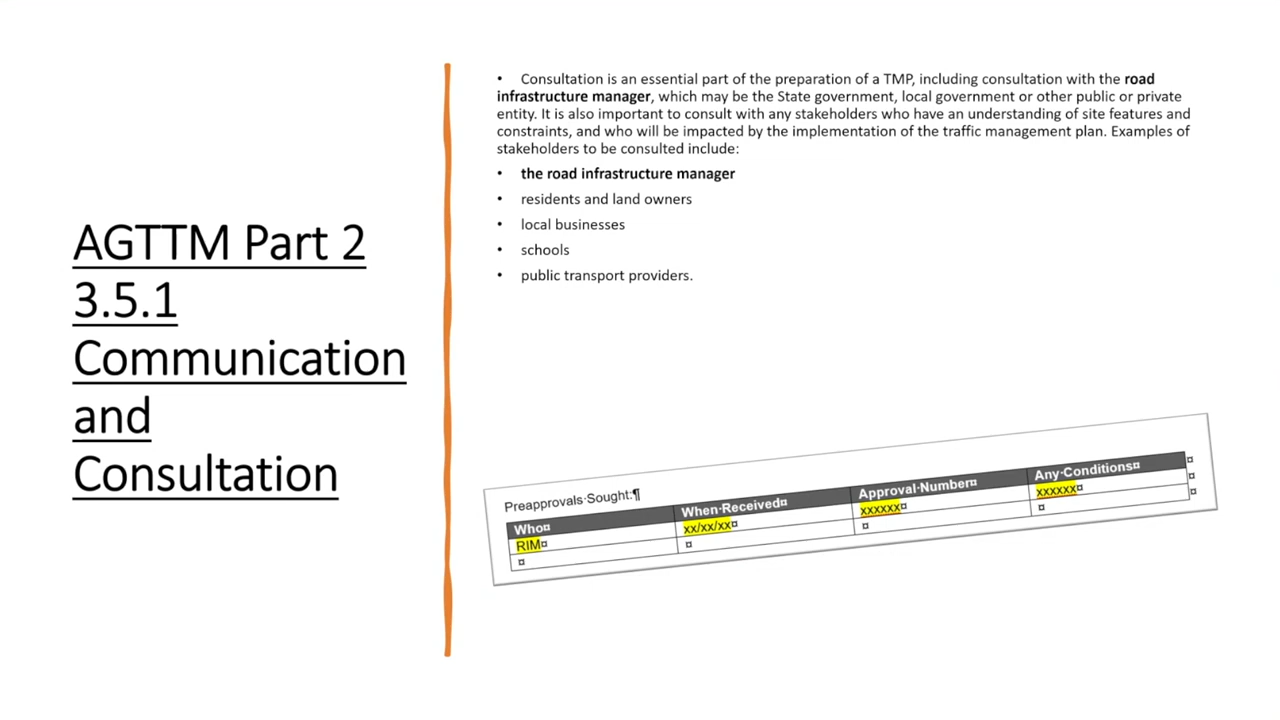 AGTTM Part 2
3.5.1
Communication
and
Consultation
• Consultation is an essential part of the preparation of a TMP, including consultation with the road
infrastructure manager, which may be the State government, local government or other public or private
entity. It is also important to consult with any stakeholders who have an understanding of site features and
constraints, and who will be impacted by the implementation of the traffic management plan. Examples of
stakeholders to be consulted include:
• the road infrastructure manager
• residents and land owners
• local businesses
• schools
• public transport providers.
Preapprovals·Sought:¶
Who¤ When·Received¤ Approval·Number¤ Any·Conditions¤ ¤
RIM¤ xx/xx/xx¤ xxxxxx¤ xxxxxx¤ ¤
¤ ¤ ¤ ¤ ¤